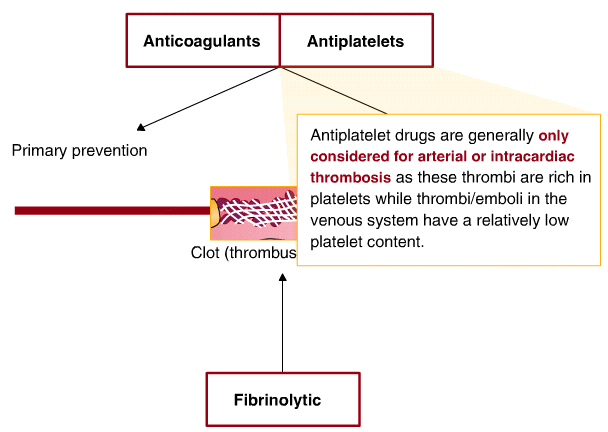 Anticoagulants
Antiplatelets
Primary prevention
Antiplatelet drugs are generally only
considered for arterial or intracardiac
thrombosis as these thrombi are rich in
platelets while thrombi/emboli in the
venous system have a relatively low
platelet content.
Clot (thrombus
Fibrinolytic